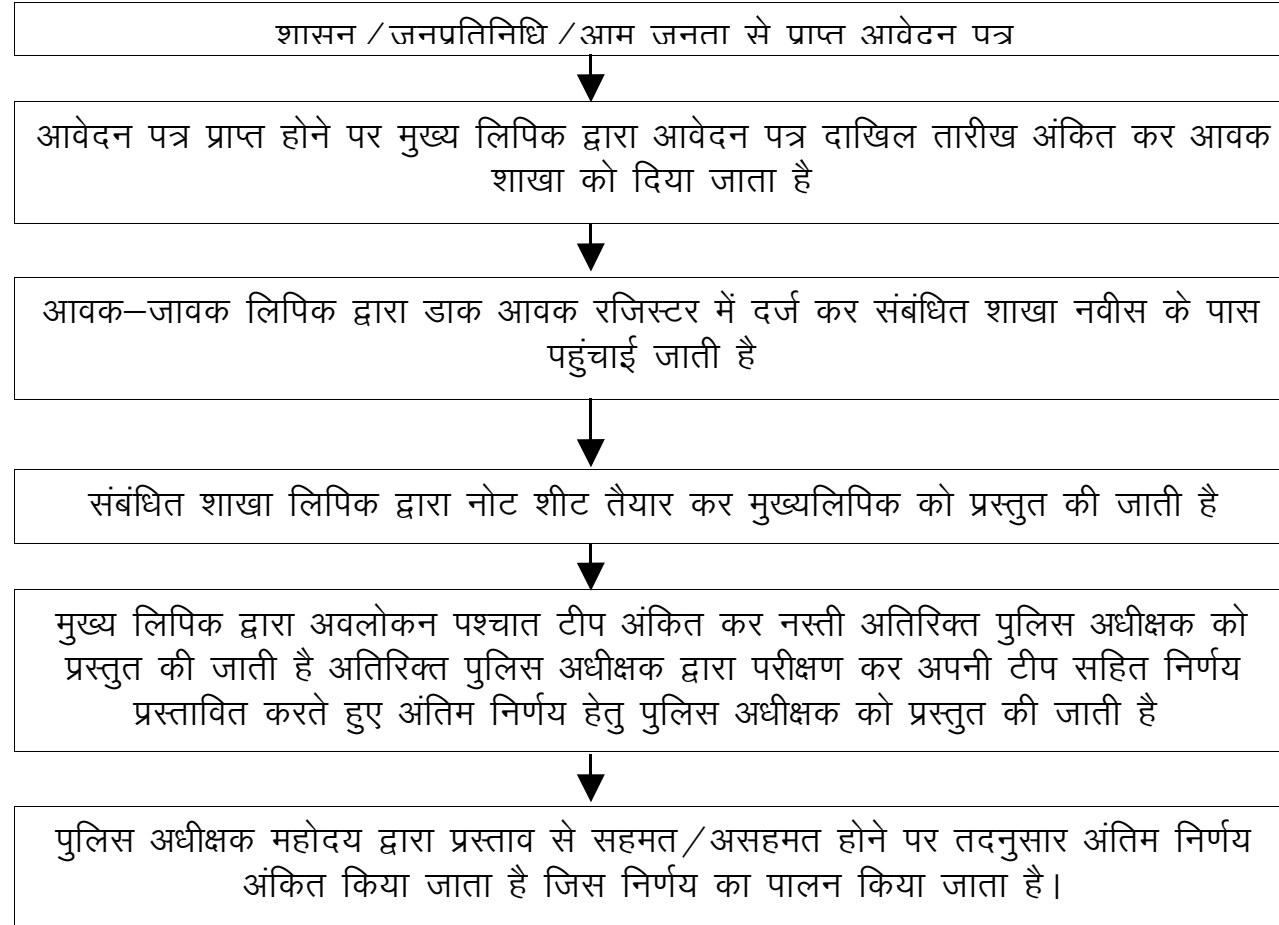 शासन/जनप्रतिनिधि/आम जनता से प्राप्त आवेदन पत्र
आवेदन पत्र प्राप्त होने पर मुख्य लिपिक द्वारा आवेदन पत्र दाखिल तारीख अंकित कर आवक
शाखा को दिया जाता है
आवक–जावक लिपिक द्वारा डाक आवक रजिस्टर में दर्ज कर संबंधित शाखा नवीस के पास
पहुंचाई जाती है
संबंधित शाखा लिपिक द्वारा नोट शीट तैयार कर मुख्यलिपिक को प्रस्तुत की जाती है
मुख्य लिपिक द्वारा अवलोकन पश्चात टीप अंकित कर नस्ती अतिरिक्त पुलिस अधीक्षक को
प्रस्तुत की जाती है अतिरिक्त पुलिस अधीक्षक द्वारा परीक्षण कर अपनी टीप सहित निर्णय
प्रस्तावित करते हुए अंतिम निर्णय हेतु पुलिस अधीक्षक को प्रस्तुत की जाती है
पुलिस अधीक्षक महोदय द्वारा प्रस्ताव से सहमत/असहमत होने पर तदनुसार अंतिम निर्णय
अंकित किया जाता है जिस निर्णय का पालन किया जाता है।